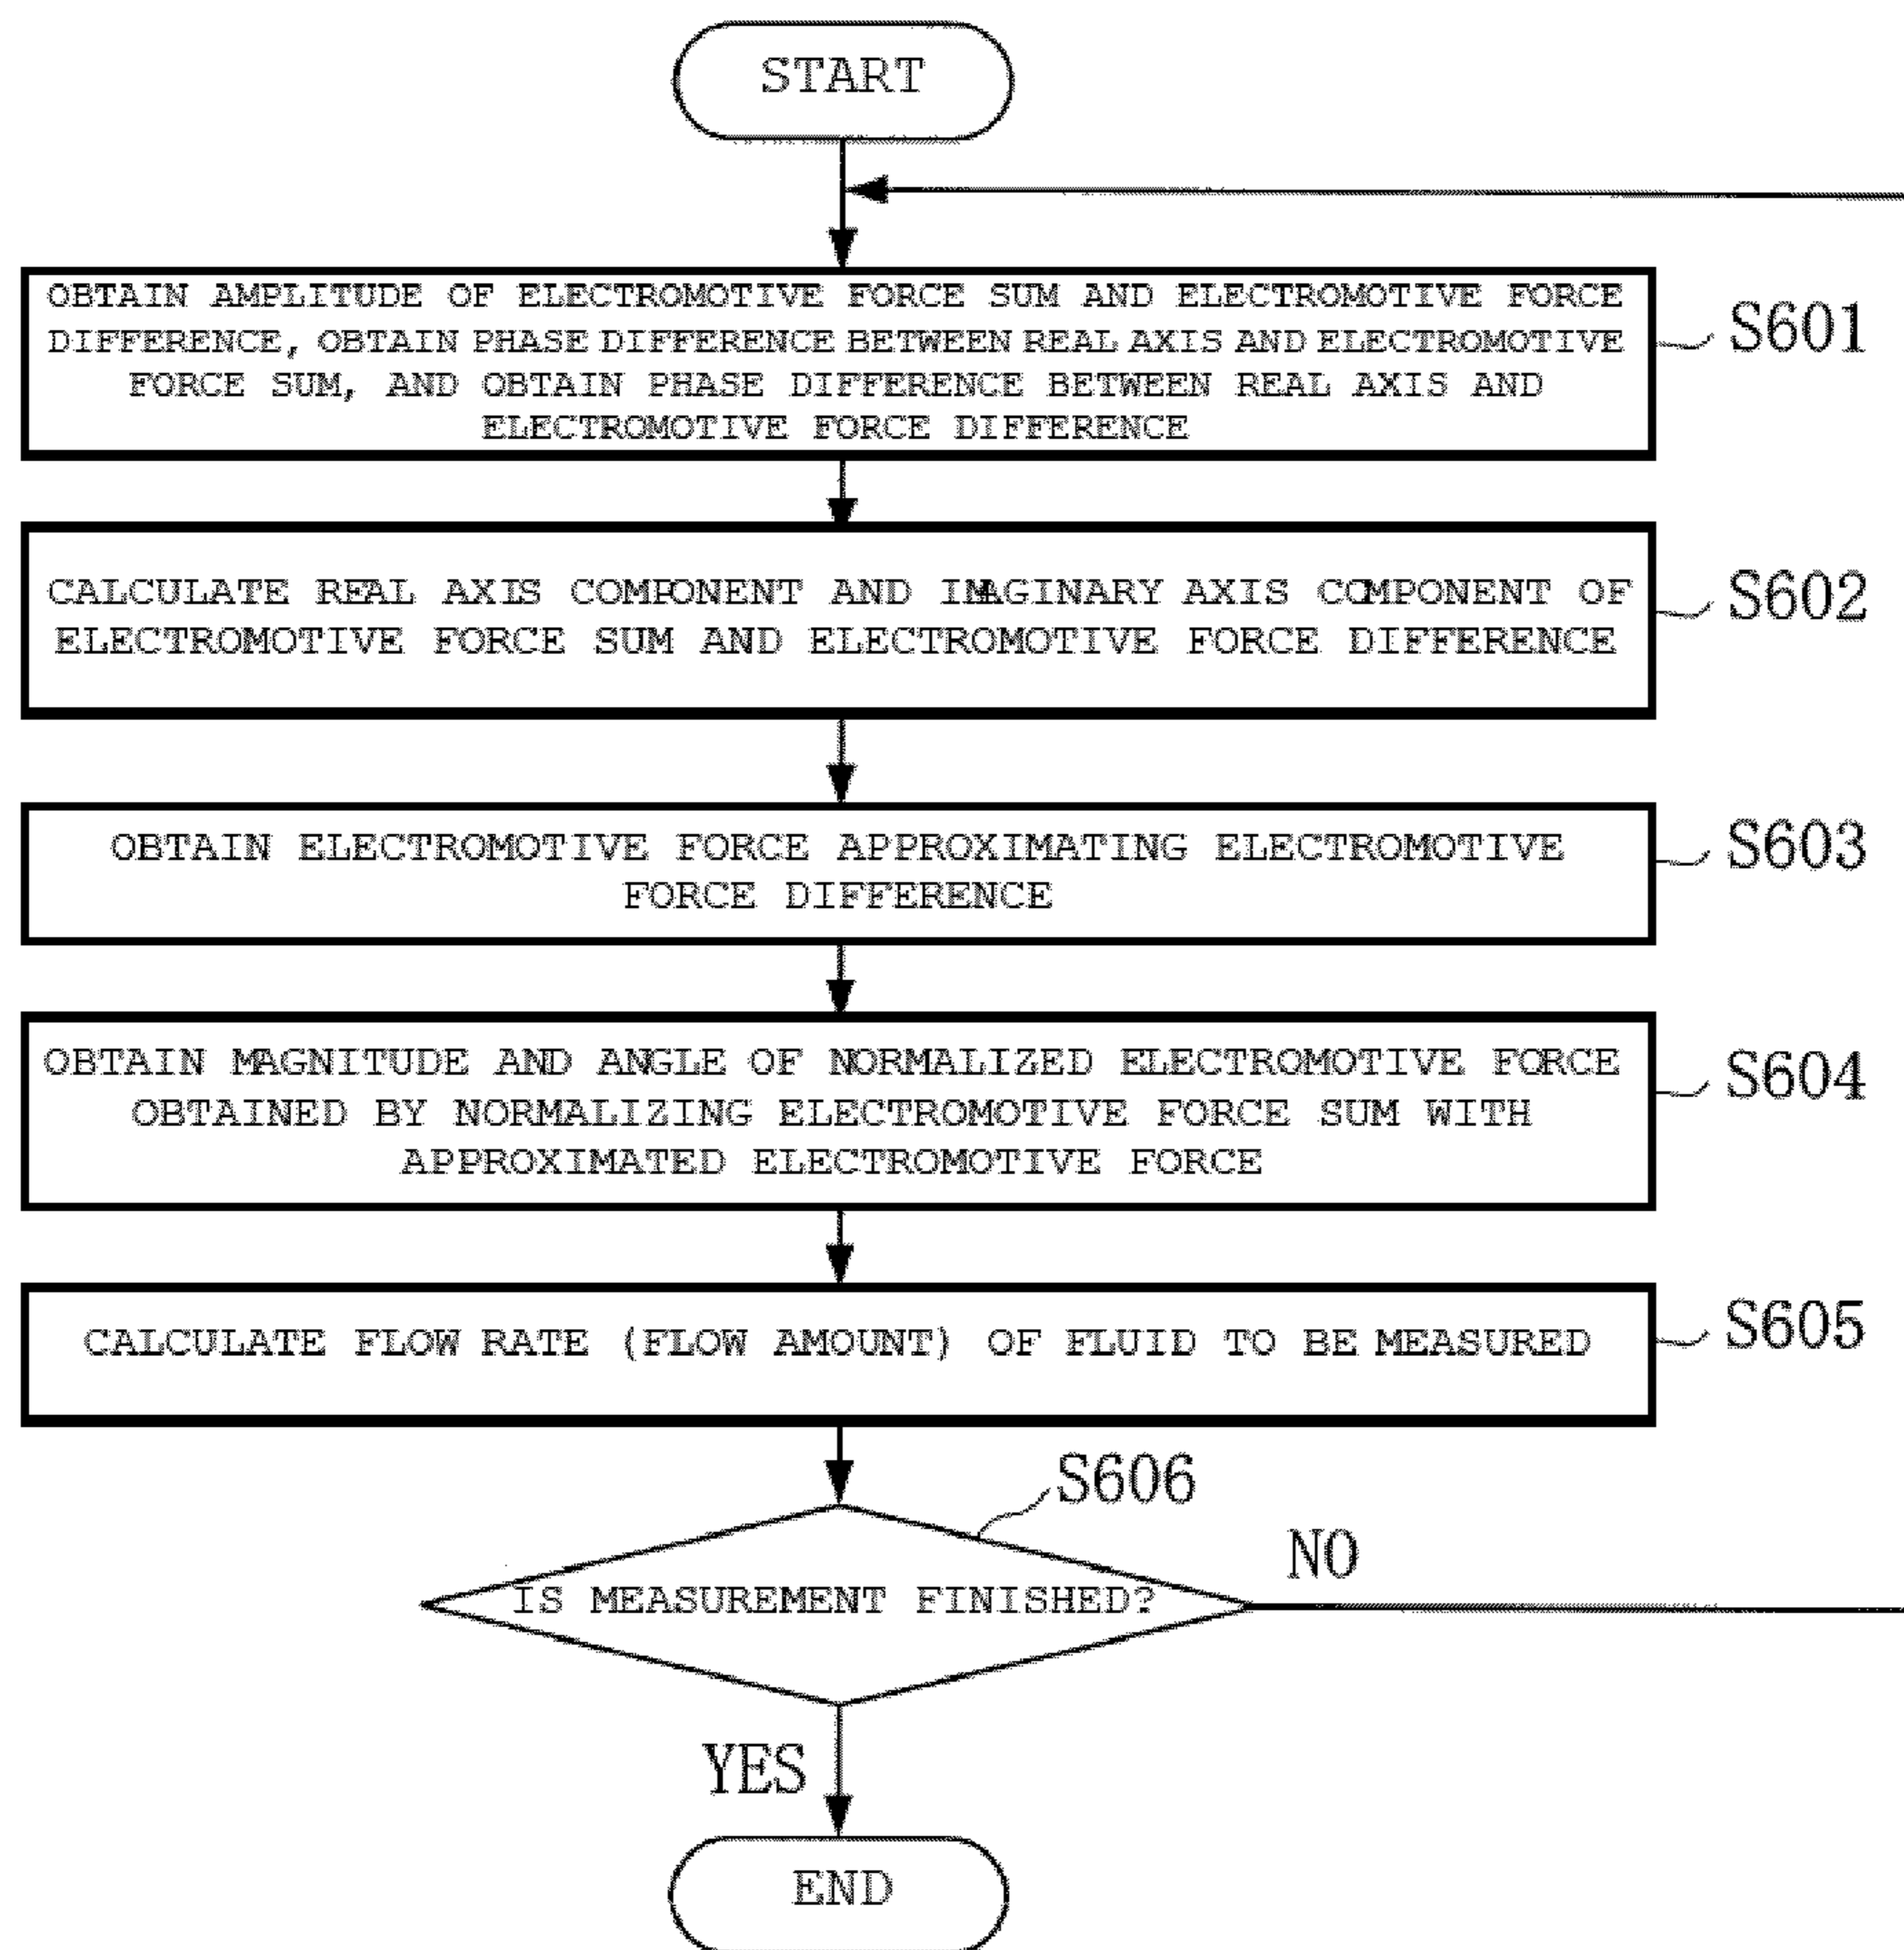 START
OBTAIN AMPLITUDE OF ELECTROMOTIVE FORCE SUM AND ELECTROMOTIVE FORCE
DIFFERENCE, OBTAIN PHASE DIFFERENCE BETWEEN REAL AXIS AND ELECTROMOTIVE
FORCE SUM, AND OBTAIN PHASE DIFFERENCE BETWEEN REAL AXIS AND
ELECTROMOTIVE FORCE DIFFERENCE
S601
CALCULATE REAL AXIS COMPONENT AND IMAGINARY AXIS COMPONENT OF
ELECTROMOTIVE FORCE SUM AND ELECTROMOTIVE FORCE DIFFERENCE
S602
OBTAIN ELECTROMOTIVE FORCE APPROXIMATING ELECTROMOTIVE
FORCE DIFFERENCE
S603
OBTAIN MAGNITUDE AND ANGLE OF NORMALIZED ELECTROMOTIVE FORCE
OBTAINED BY NORMALIZING ELECTROMOTIVE FORCE SUM WITH
APPROXIMATED ELECTROMOTIVE FORCE
S604
CALCULATE FLOW RATE (FLOW AMOUNT) OF FLUID TO BE MEASURED
S605
S606
IS MEASUREMENT FINISHED?
NO
YES
END